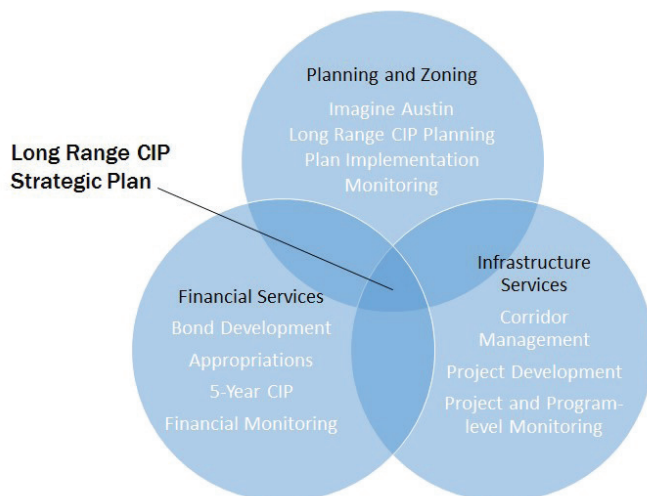 Planning and Zoning
Imagine Austin
Long Range CIP Planning
Plan Implementation
Monitoring
Long Range CIP
Strategic Plan
Financial Services
Bond Development
Appropriations
5-Year CIP
Financial Monitoring
Infrastructure
Services
Corridor
Management
Project Development
Project and Program-
level Monitoring